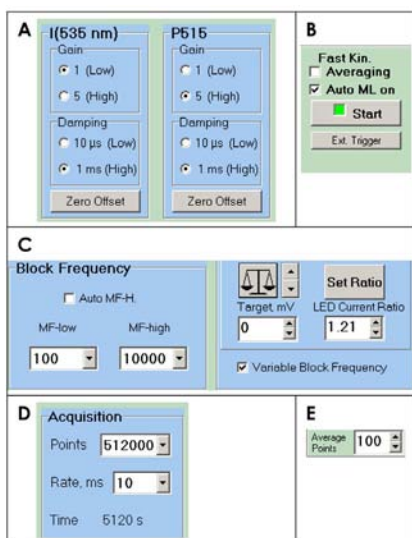 A
I(535 nm)
P515
Gain
Gain
1 (Low)
1 (Low)
5 (High)
5 (High)
Damping
Damping
10 µs (Low)
10 µs (Low)
1 ms (High)
1 ms (High)
Zero Offset
Zero Offset
B
Fast Kin.
Averaging
Auto ML on
Start
Ext. Trigger
C
Block Frequency
Auto MF-H.
MF-low
MF-high
100
10000
Set Ratio
Target, mV
LED Current Ratio
0
1.21
Variable Block Frequency
D
Acquisition
Points
512000
Rate, ms
10
Time 5120 s
E
Average
Points
100